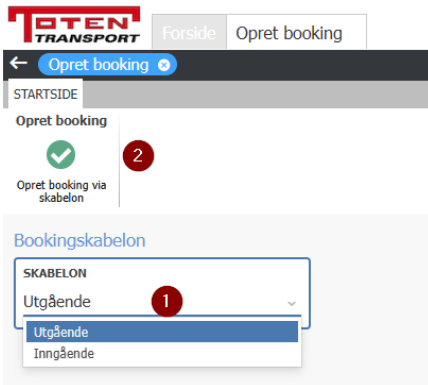 TOTEN
TRANSPORT
Forside
Opret booking
Opret booking
STARTSIDE
Opret booking
2
Opret booking via
skabelon
Bookingskabelon
SKABELON
Utgående
1
Utgående
Inngående